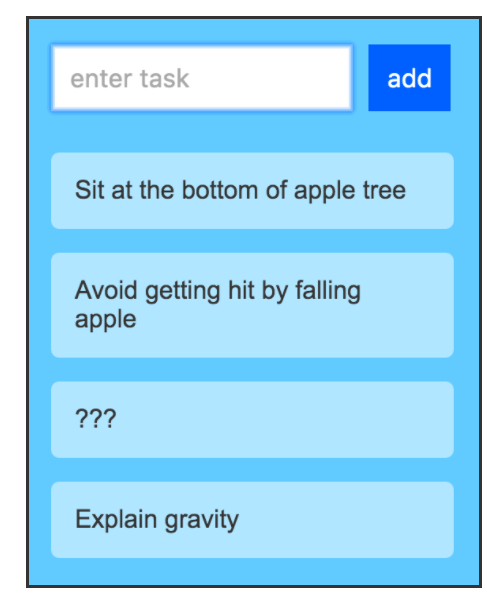 enter task
add
Sit at the bottom of apple tree
Avoid getting hit by falling
apple
???
Explain gravity